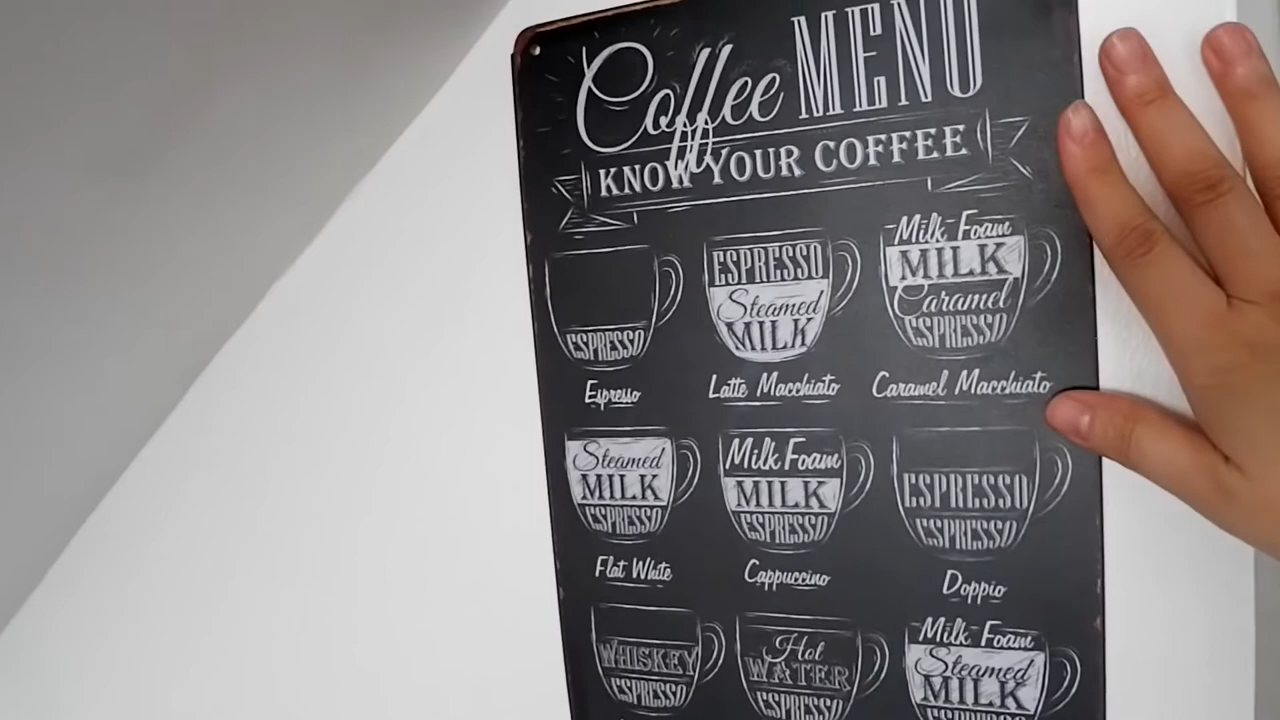 Coffee MENU
KNOW YOUR COFFEE
ESPRESSO
Espresso
ESPRESSO
Steamed
MILK
Latte Macchiato
Milk Foam
MILK
Caramel
ESPRESSO
Caramel Macchiato
Steamed
MILK
ESPRESSO
Flat White
Milk Foam
MILK
ESPRESSO
Cappuccino
ESPRESSO
ESPRESSO
Doppio
WHISKEY
ESPRESSO
Hot
WATER
ESPRESSO
Milk Foam
Steamed
MILK
ESPRESSO